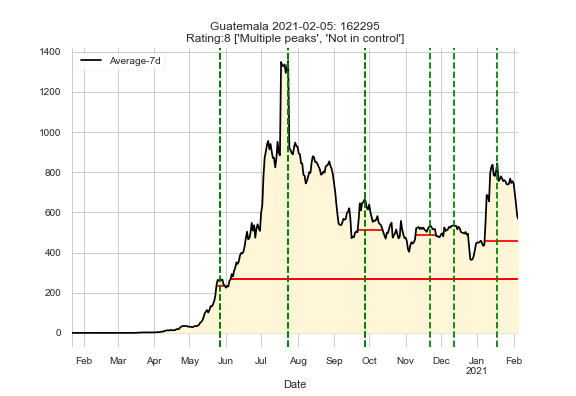 Guatemala 2021-02-05: 162295
Rating:8 ['Multiple peaks', 'Not in control']
Average-7d
1400
1200
1000
800
600
400
200
0
Feb Mar Apr May Jun Jul Aug Sep Oct Nov Dec Jan Feb
2021
Date